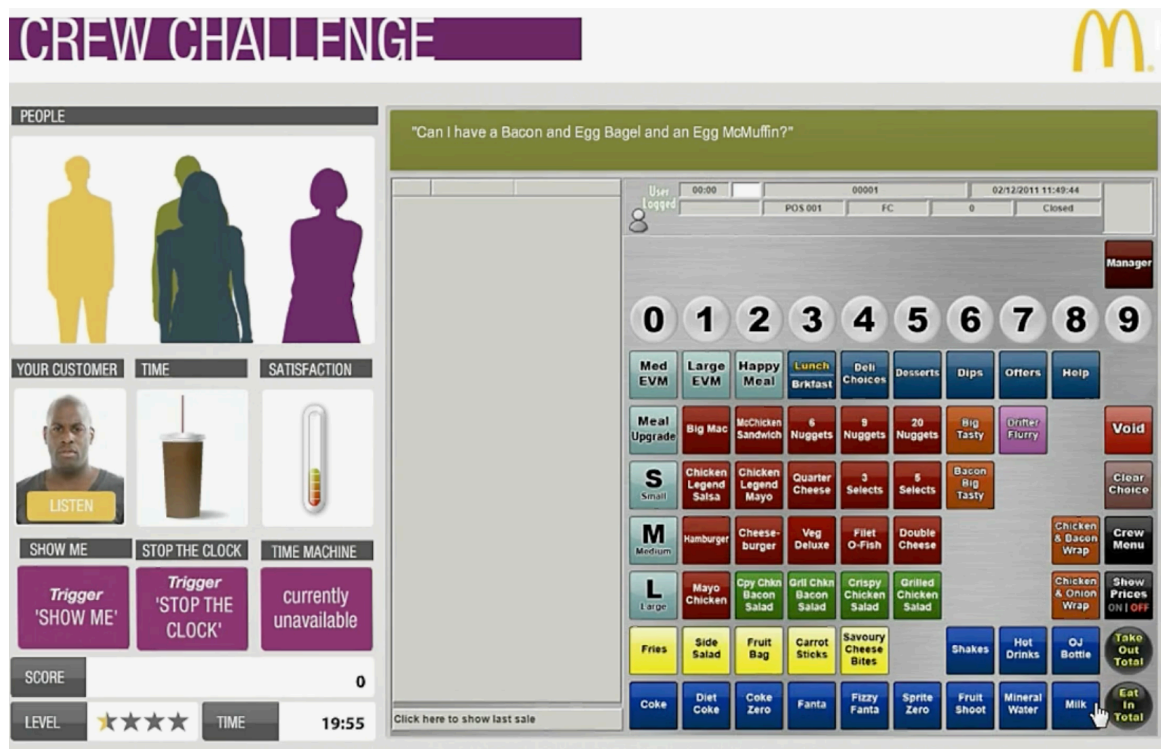 CREW CHALLENGE
PEOPLE
"Can I have a Bacon and Egg Bagel and an Egg McMuffin?"
User
Logged
00:00
00001
02/12/2011 11:49:44
POS 001
FC
0
Closed
Manager
0 1 2 3 4 5 6 7 8 9
YOUR CUSTOMER
TIME
SATISFACTION
LISTEN
SHOW ME
STOP THE CLOCK
TIME MACHINE
Trigger
'SHOW ME'
Trigger
'STOP THE
CLOCK'
currently
unavailable
SCORE
0
LEVEL
TIME
19:55
Click here to show last sale
Med
EVM
Large
EVM
Happy
Meal
Lunch
Brkfast
Deli
Choices
Desserts
Dips
Offers
Help
Meal
Upgrade
Big Mac
McChicken
Sandwich
6
Nuggets
9
Nuggets
20
Nuggets
Big
Tasty
Drifter
Flurry
Void
S
Small
Chicken
Legend
Salsa
Chicken
Legend
Mayo
Quarter
Cheese
3
Selects
5
Selects
Bacon
Big
Tasty
Clear
Choice
M
Medium
Hamburger
Cheese-
burger
Veg
Deluxe
Filet
O-Fish
Double
Cheese
Chicken
& Bacon
Wrap
Crew
Menu
L
Large
Mayo
Chicken
Cpy Chkn
Bacon
Salad
Gril Chkn
Bacon
Salad
Crispy
Chicken
Salad
Grilled
Chicken
Salad
Chicken
& Onion
Wrap
Show
Prices
ON | OFF
Fries
Side
Salad
Fruit
Bag
Carrot
Sticks
Savoury
Cheese
Bites
Shakes
Hot
Drinks
OJ
Bottle
Take
Out
Total
Coke
Diet
Coke
Coke
Zero
Fanta
Fizzy
Fanta
Sprite
Zero
Fruit
Shoot
Mineral
Water
Milk
Eat
In
Total